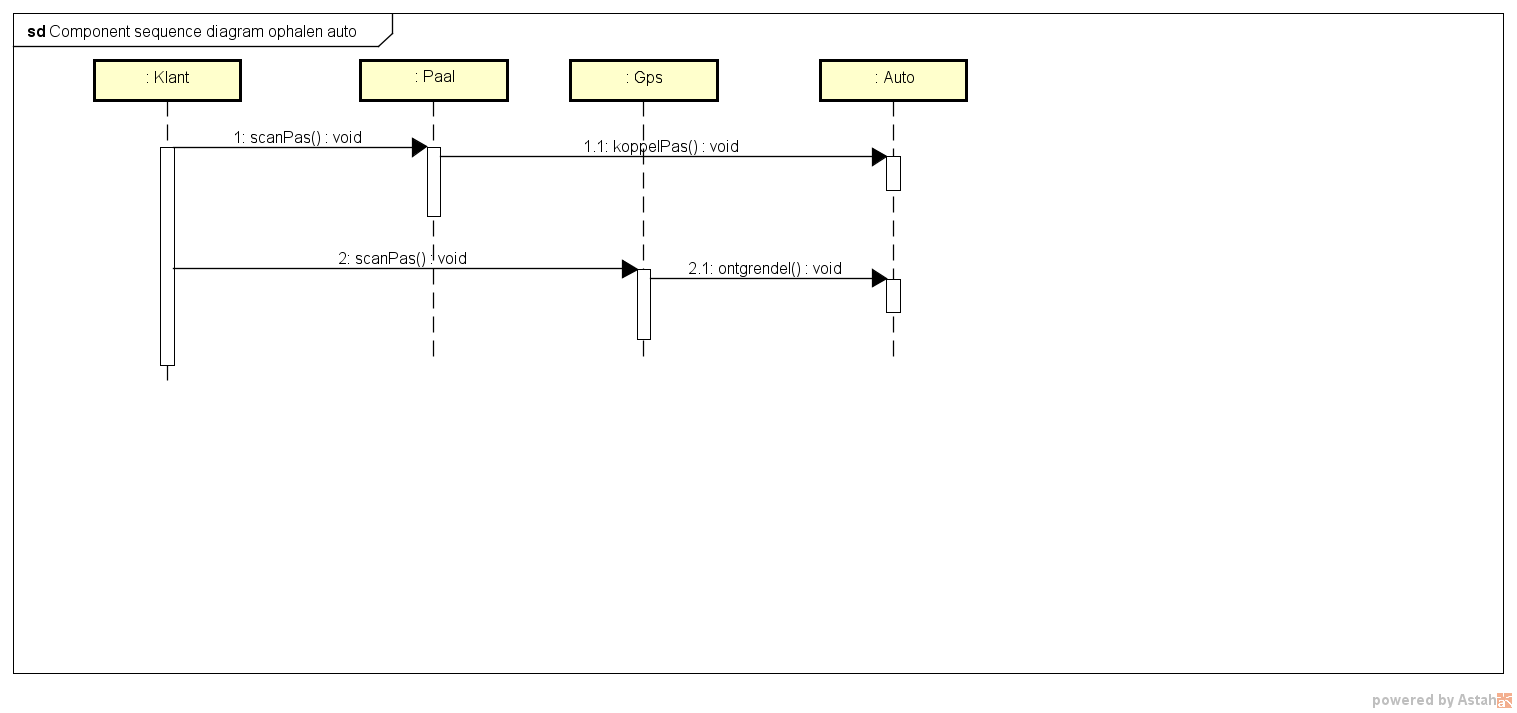 sd Component sequence diagram ophalen auto
: Klant
: Paal
: Gps
: Auto
1: scanPas() : void
1.1: koppelPas() : void
2: scanPas() : void
2.1: ontgrendel() : void
powered by Astah